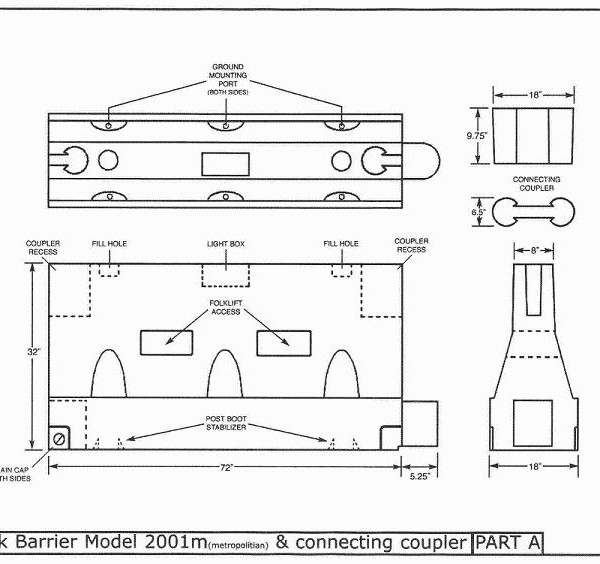 GROUND
MOUNTING
PORT
(BOTH SIDES)
18"
9.75"
CONNECTING
COUPLER
6.5"
COUPLER
RECESS
FILL HOLE
LIGHT BOX
FILL HOLE
COUPLER
RECESS
8"
FOLKLIFT
ACCESS
32"
POST BOOT
STABILIZER
AIN CAP
TH SIDES
72"
5.25"
18"
k Barrier Model 2001m(metropolitian) & connecting coupler PART A